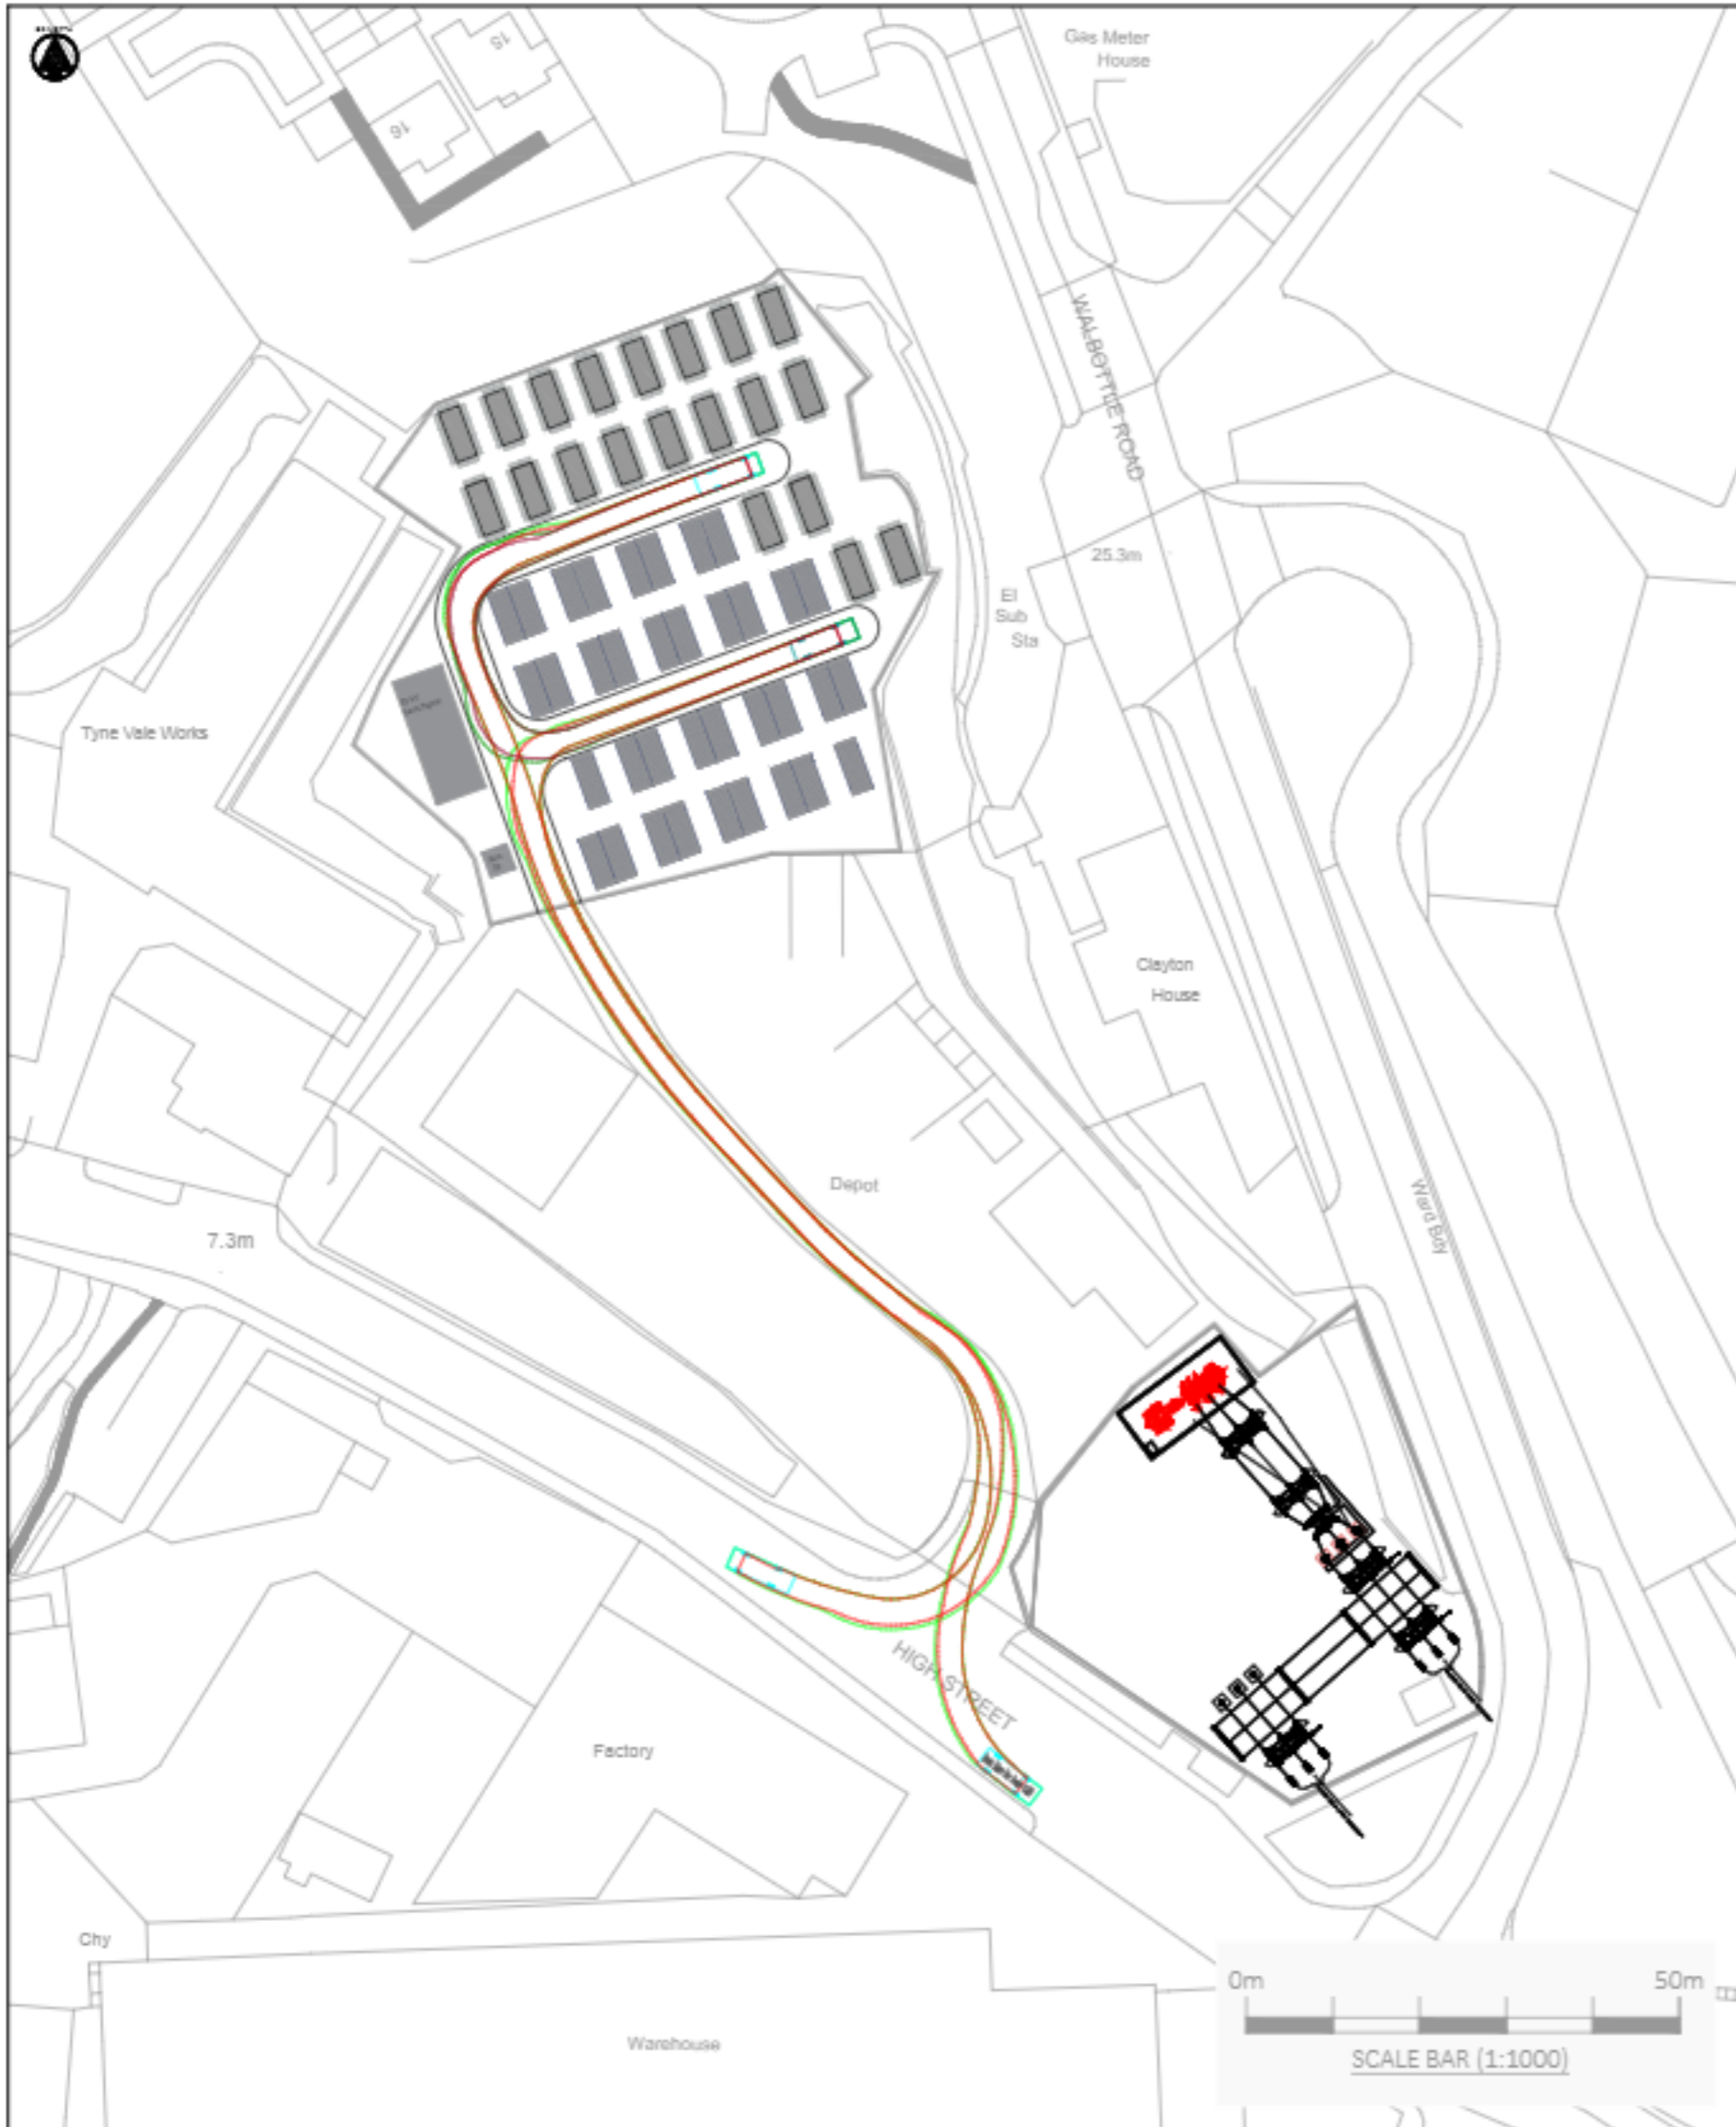 Gas Meter
House
15
16
WALBOTTLE ROAD
25.3m
El
Sub
Sta
Tyne Vale Works
Clayton
House
Depot
Ward Bdy
7.3m
HIGH STREET
Factory
Chy
Warehouse
0m 50m
SCALE BAR (1:1000)